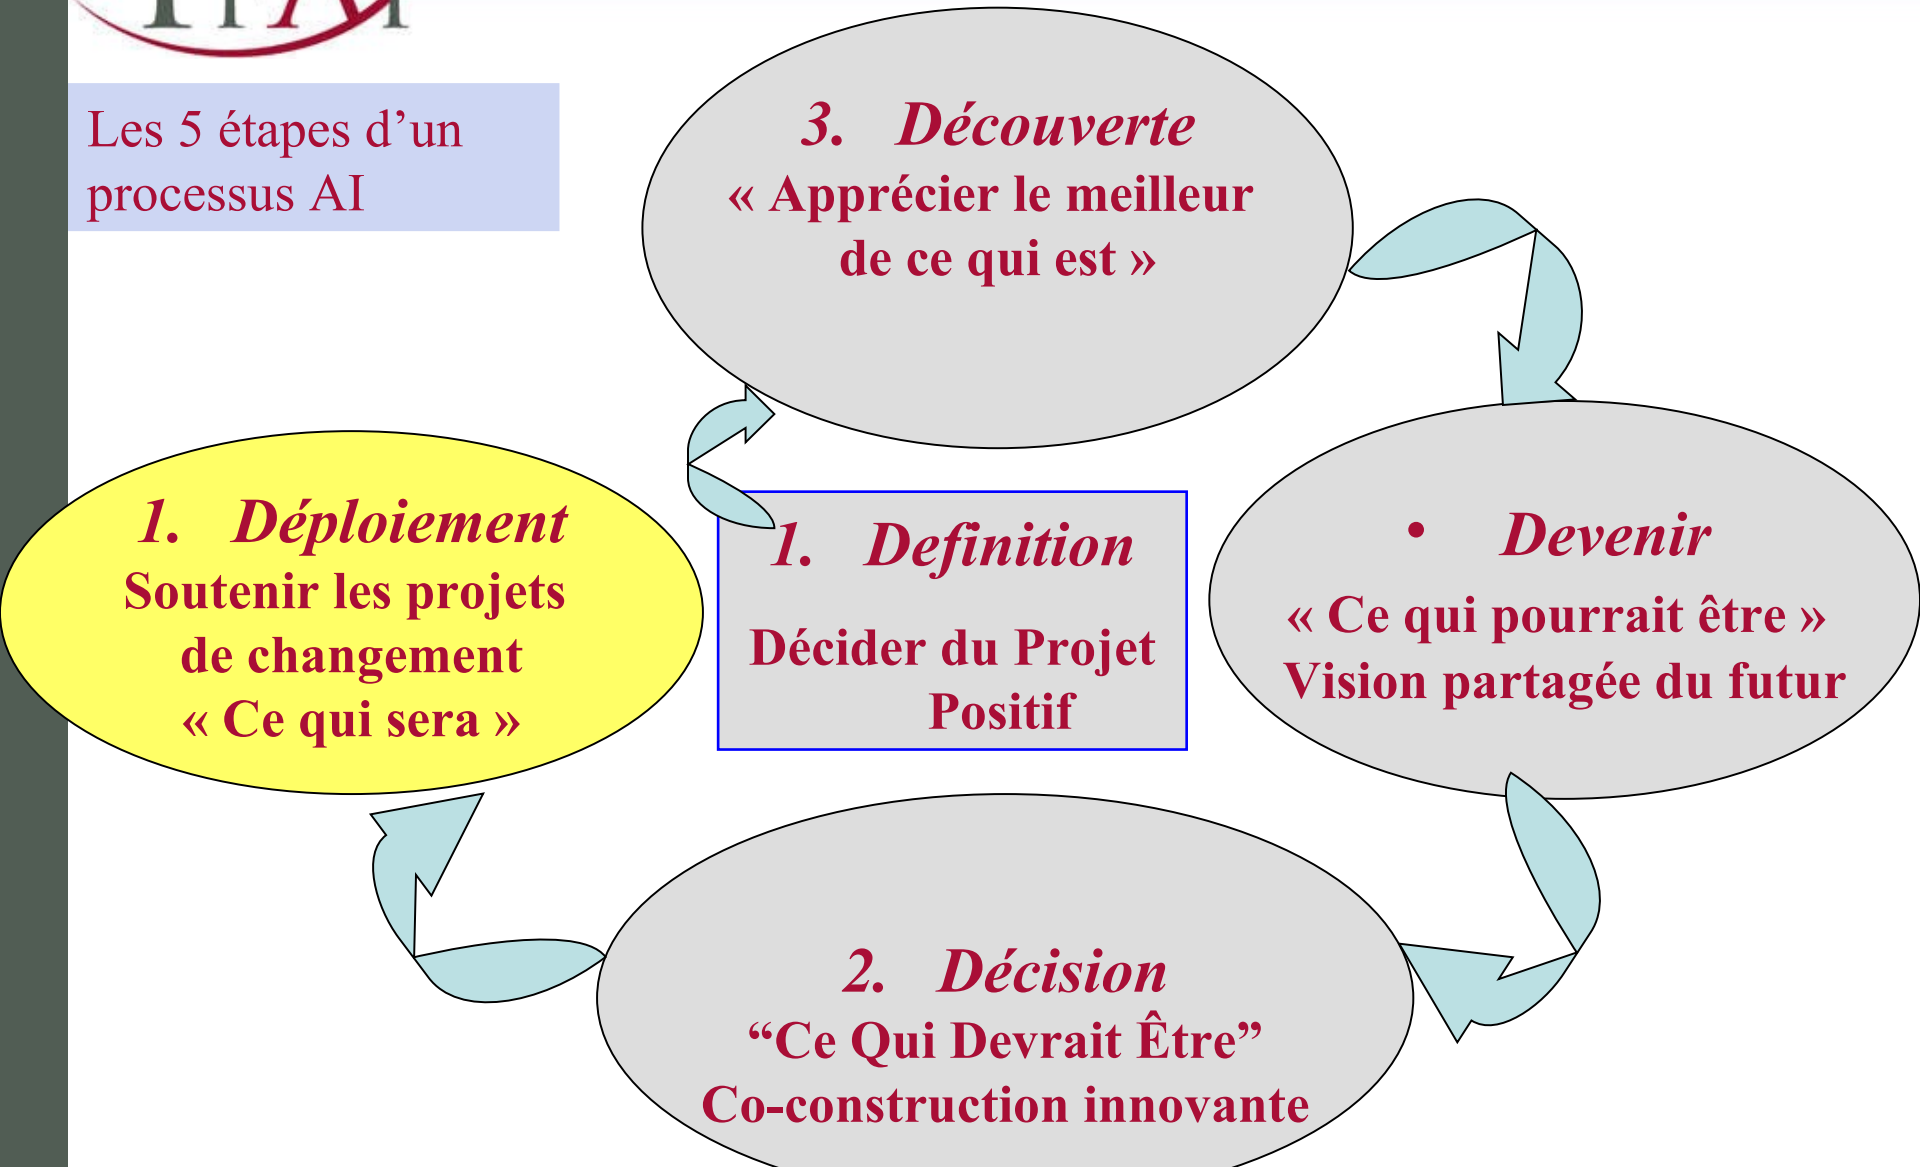 Les 5 étapes d’un
processus AI
3. Découverte
« Apprécier le meilleur
de ce qui est »
1. Déploiement
Soutenir les projets
de changement
« Ce qui sera »
1. Definition
Décider du Projet
Positif
• Devenir
« Ce qui pourrait être »
Vision partagée du futur
2. Décision
“Ce Qui Devrait Être”
Co-construction innovante